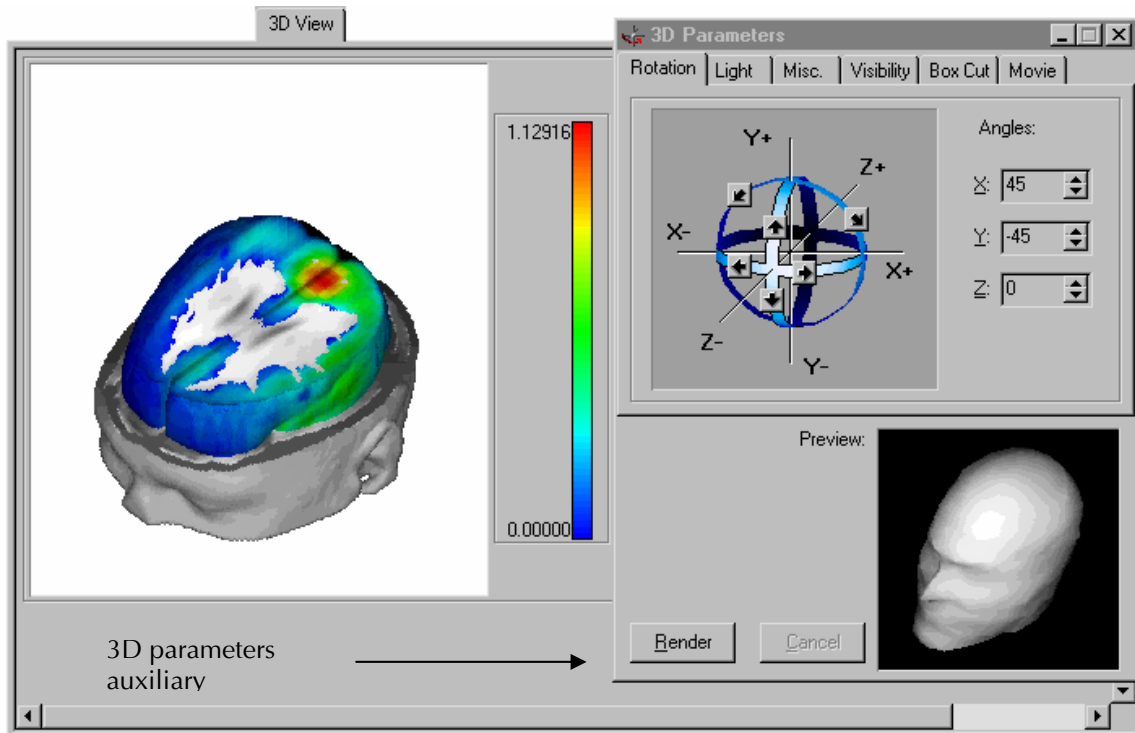 3D View
1.12916
0.00000
3D parameters
auxiliary
3D Parameters
Rotation Light Misc. Visibility Box Cut Movie
Y+
Z+
X-
X+
Z-
Y-
Angles:
X: 45
Y: -45
Z: 0
Preview:
Render Cancel